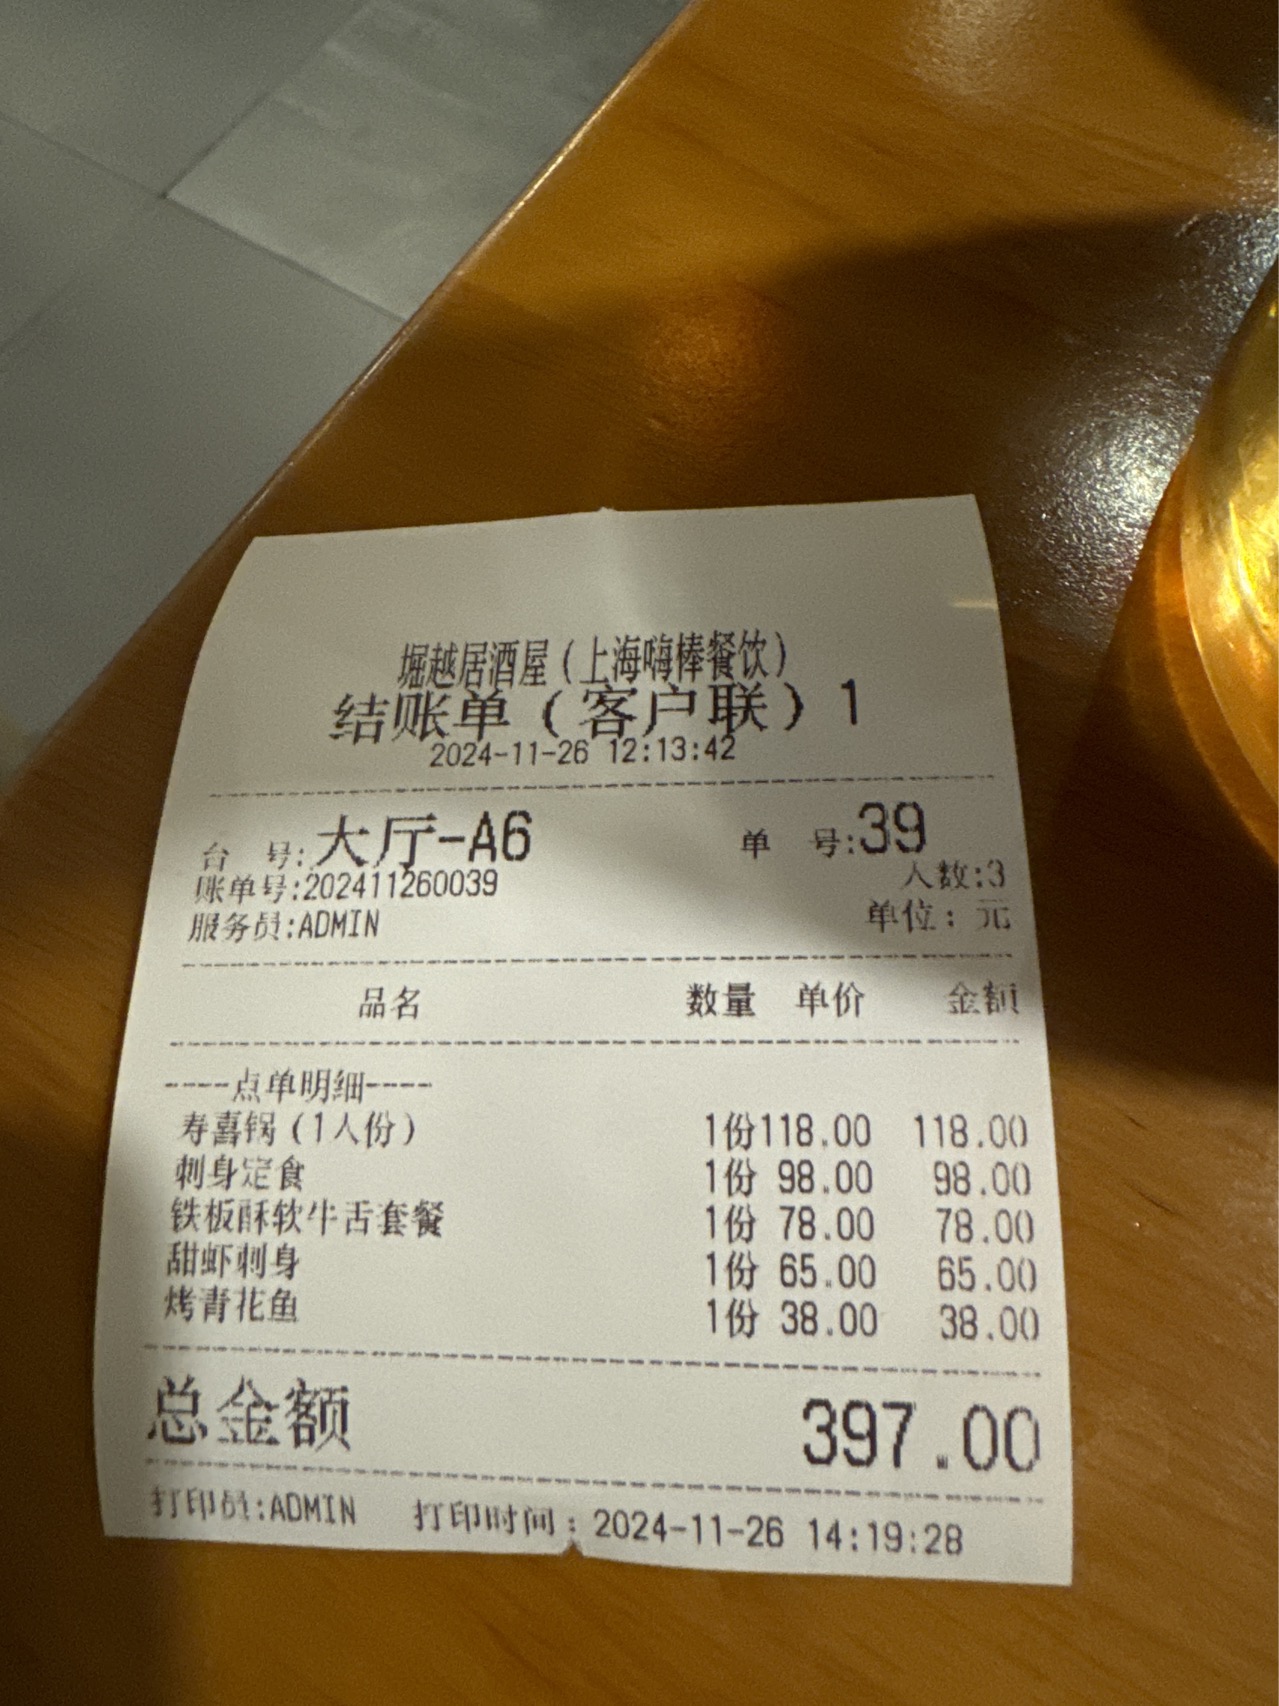 堀越居酒屋(上海嗨棒餐饮)
结账单(客户联)1
2024-11-26 12:13:42
台 号:大厅-A6 单 号:39
账单号:202411260039 人数:3
服务员:ADMIN 单位:元
品名 数量 单价 金额
----点单明细----
寿喜锅(1人份) 1份118.00 118.00
刺身定食 1份 98.00 98.00
铁板酥软牛舌套餐 1份 78.00 78.00
甜虾刺身 1份 65.00 65.00
烤青花鱼 1份 38.00 38.00
总金额 397.00
打印员:ADMIN 打印时间:2024-11-26 14:19:28